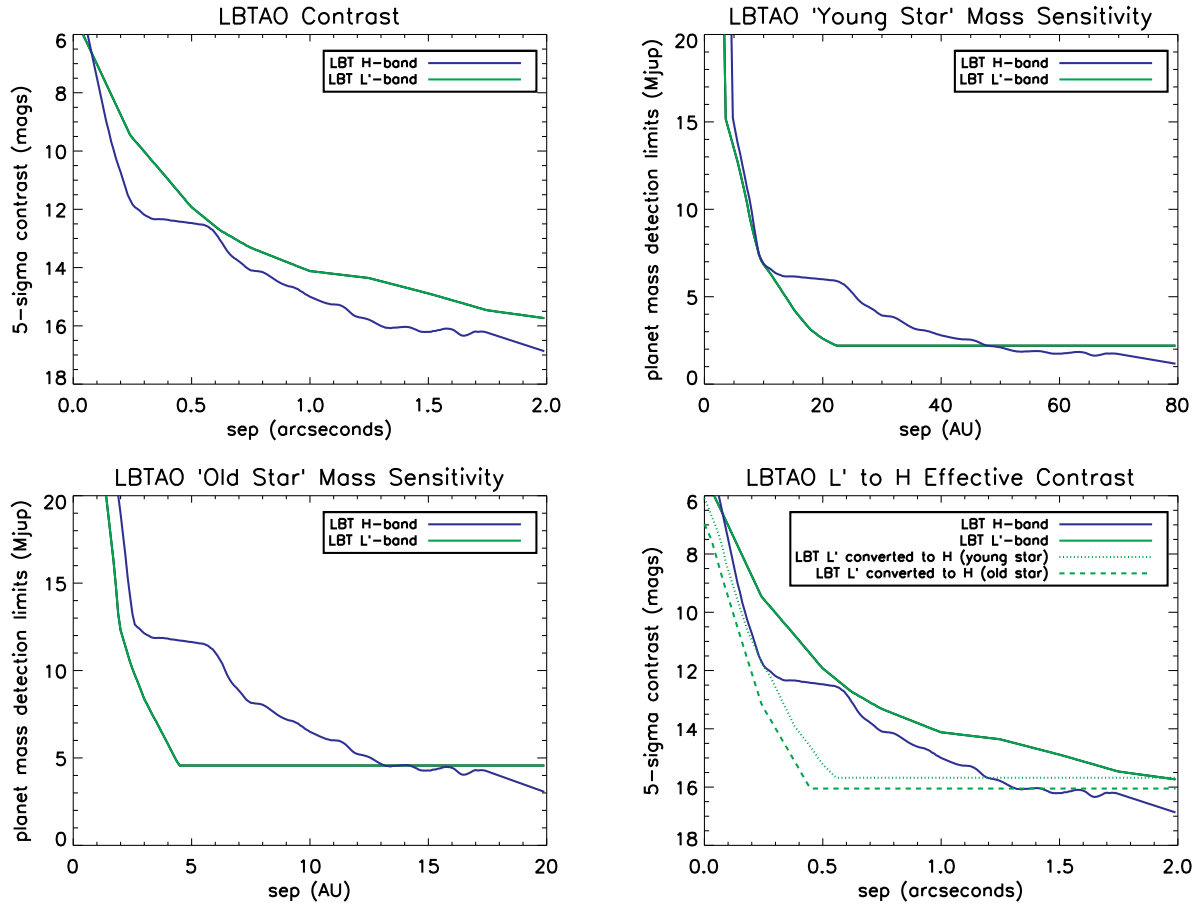 LBTAO Contrast
LBT H-band
LBT L'-band
5-sigma contrast (mags)
6
8
10
12
14
16
18
0.0 0.5 1.0 1.5 2.0
sep (arcseconds)
LBTAO 'Young Star' Mass Sensitivity
LBT H-band
LBT L'-band
planet mass detection limits (Mjup)
20
15
10
5
0
0 20 40 60 80
sep (AU)
LBTAO 'Old Star' Mass Sensitivity
LBT H-band
LBT L'-band
planet mass detection limits (Mjup)
20
15
10
5
0
0 5 10 15 20
sep (AU)
LBTAO L' to H Effective Contrast
LBT H-band
LBT L'-band
LBT L' converted to H (young star)
LBT L' converted to H (old star)
5-sigma contrast (mags)
6
8
10
12
14
16
18
0.0 0.5 1.0 1.5 2.0
sep (arcseconds)